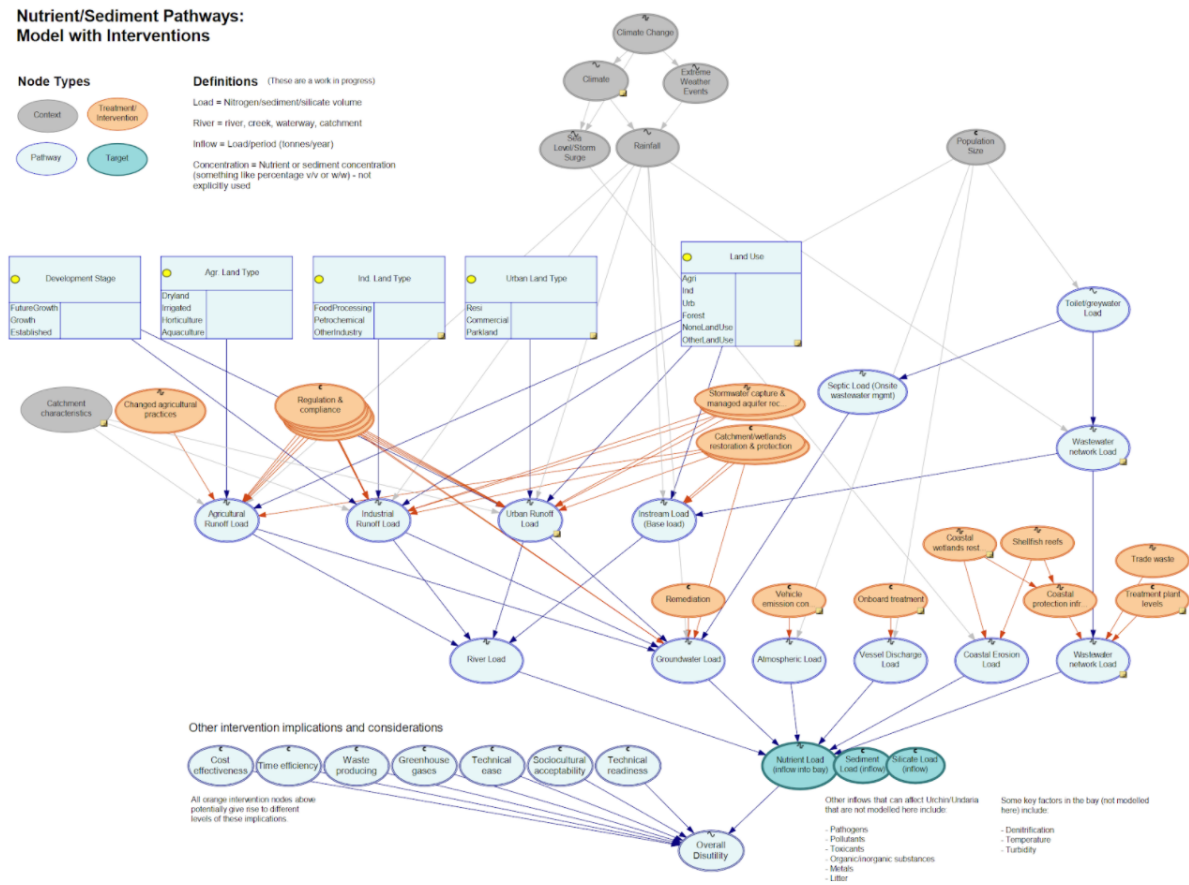 Nutrient/Sediment Pathways:
Model with Interventions
Node Types
Context
Treatment/
Intervention
Pathway
Target
Definitions (These are a work in progress)
Load = Nitrogen/sediment/silicate volume
River = river, creek, waterway, catchment
Inflow = Load/period (tonnes/year)
Concentration = Nutrient or sediment concentration
(something like percentage v/v or w/w) - not
explicitly used
Climate Change
Climate
Extreme
Weather
Events
Sea
Level/Storm
Surge
Rainfall
Population
Size
Development Stage
FutureGrowth
Growth
Established
Agr. Land Type
Dryland
Irrigated
Horticulture
Aquaculture
Ind. Land Type
FoodProcessing
Petrochemical
OtherIndustry
Urban Land Type
Resi
Commercial
Parkland
Land Use
Agri
Ind
Urb
Forest
NoneLandUse
OtherLandUse
Toilet/greywater
Load
Catchment
characteristics
Changed agricultural
practices
Regulation &
compliance
Stormwater capture &
managed aquifer rec...
Catchment/wetlands
restoration & protection
Septic Load (Onsite
wastewater mgmt)
Wastewater
network Load
Agricultural
Runoff Load
Industrial
Runoff Load
Urban Runoff
Load
Instream Load
(Base load)
Coastal
wetlands rest...
Shellfish reefs
Trade waste
Remediation
Vehicle
emission con...
Onboard treatment
Coastal
protection infr...
Treatment plant
levels
River Load
Groundwater Load
Atmospheric Load
Vessel Discharge
Load
Coastal Erosion
Load
Wastewater
network Load
Other intervention implications and considerations
Cost
effectiveness
Time efficiency
Waste
producing
Greenhouse
gases
Technical
ease
Sociocultural
acceptability
Technical
readiness
Nutrient Load
(inflow into bay)
Sediment
Load (inflow)
Silicate Load
(inflow)
All orange intervention nodes above
potentially give rise to different
levels of these implications.
Overall
Disutility
Other inflows that can affect Urchin/Undaria
that are not modelled here include:
- Pathogens
- Pollutants
- Toxicants
- Organic/inorganic substances
- Metals
- Litter
Some key factors in the bay (not modelled
here) include:
- Denitrification
- Temperature
- Turbidity